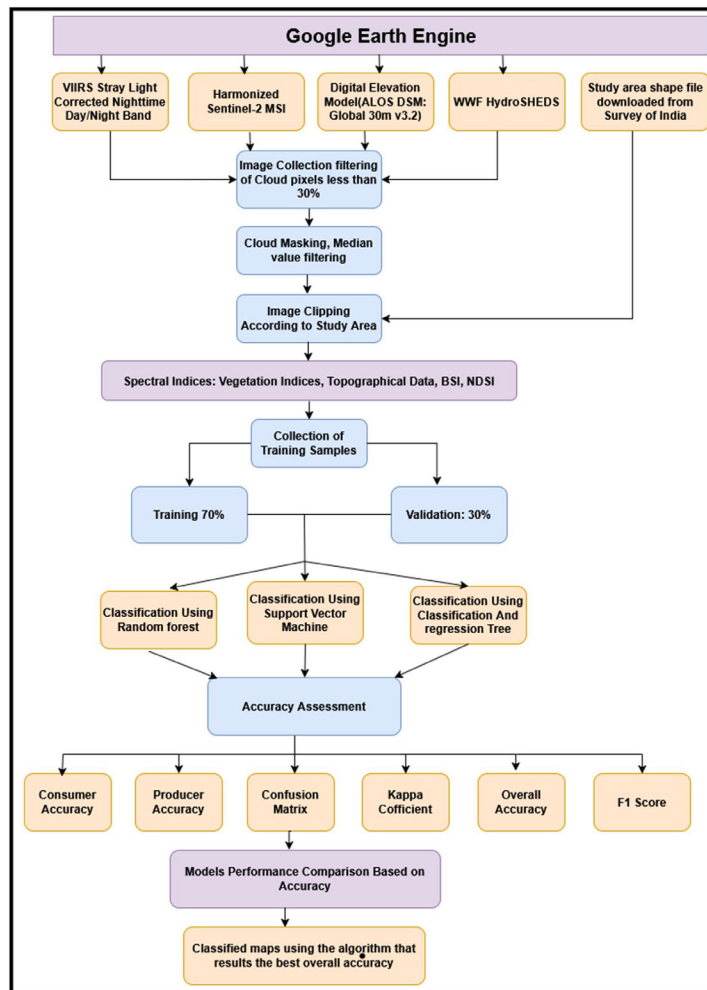 Google Earth Engine
VIIRS Stray Light
Corrected Nighttime
Day/Night Band
Harmonized
Sentinel-2 MSI
Digital Elevation
Model(ALOS DSM:
Global 30m v3.2)
WWF HydroSHEDS
Study area shape file
downloaded from
Survey of India
Image Collection filtering
of Cloud pixels less than
30%
Cloud Masking, Median
value filtering
Image Clipping
According to Study Area
Spectral Indices: Vegetation Indices, Topographical Data, BSI, NDSI
Collection of
Training Samples
Training 70%
Validation: 30%
Classification Using
Random forest
Classification Using
Support Vector
Machine
Classification Using
Classification And
regression Tree
Accuracy Assessment
Consumer
Accuracy
Producer
Accuracy
Confusion
Matrix
Kappa
Cofficient
Overall
Accuracy
F1 Score
Models Performance Comparison Based on
Accuracy
Classified maps using the algorithm that
results the best overall accuracy